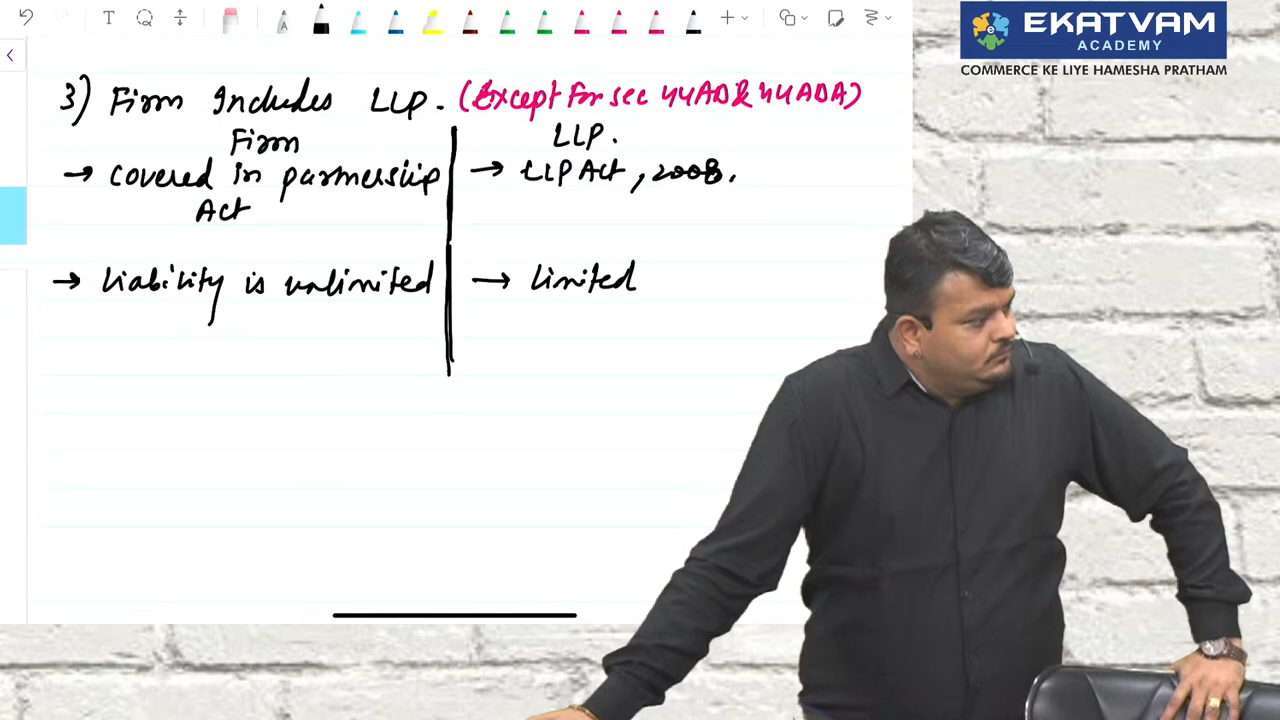 EKATVAM
ACADEMY
COMMERCE KE LIYE HAMESHA PRATHAM
3) Firm Includes LLP. (Except For sec 44AD & 44ADA)
Firm
→ covered in partnership
Act
→ Liability is unlimited
LLP.
→ LLP Act, 2008.
→ Limited